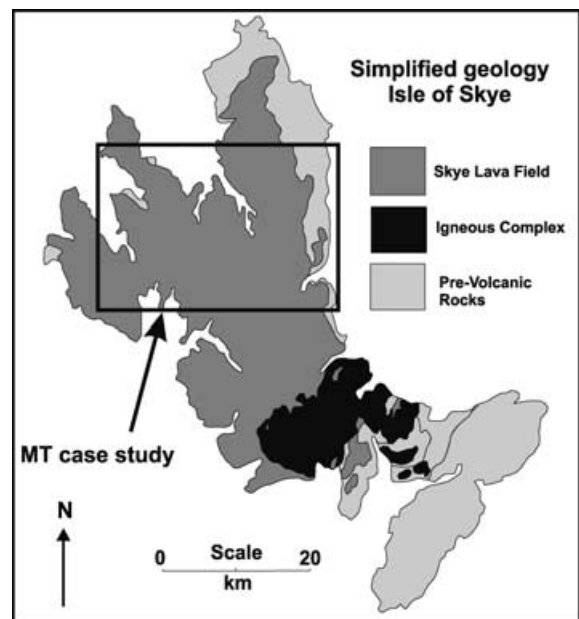 Simplified geology
Isle of Skye
Skye Lava Field
Igneous Complex
Pre-Volcanic
Rocks
MT case study
N
0 Scale 20
km